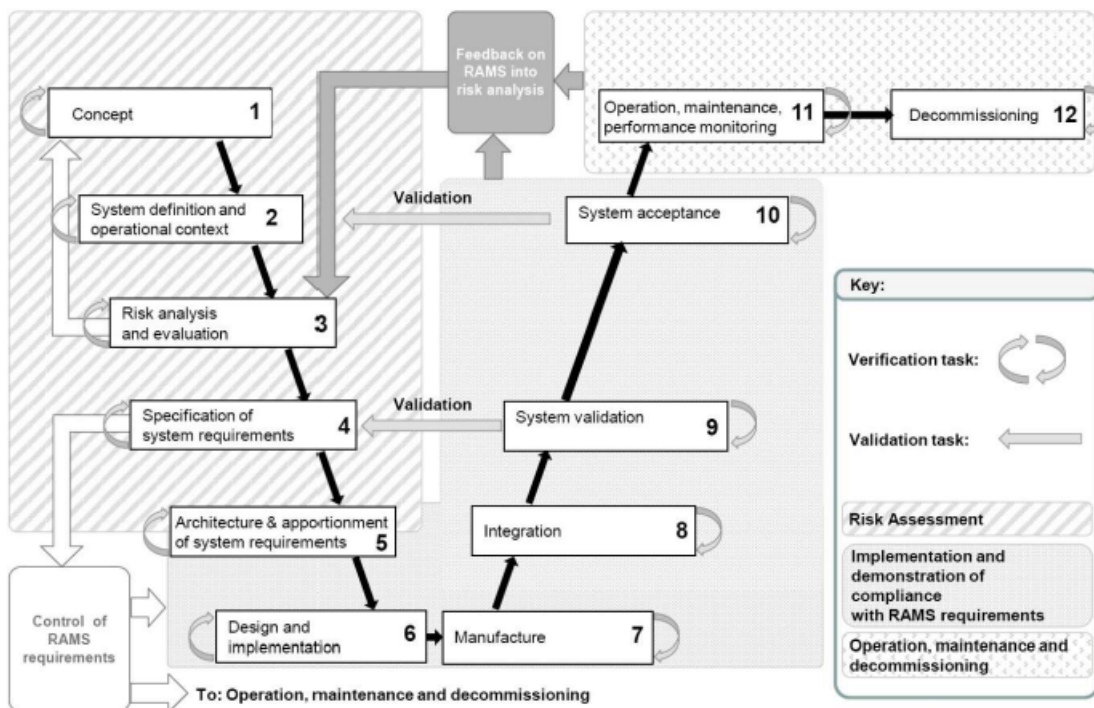 Feedback on
RAMS into
risk analysis
Concept 1
Operation, maintenance,
performance monitoring 11
Decommissioning 12
System definition and
operational context 2
Validation
System acceptance 10
Risk analysis
and evaluation 3
Key:
Verification task:
Validation task:
Specification of
system requirements 4
Validation
System validation 9
Architecture & apportionment
of system requirements 5
Integration 8
Risk Assessment
Implementation and
demonstration of
compliance
with RAMS requirements
Control of
RAMS
requirements
Design and
implementation 6
Manufacture 7
Operation, maintenance and
decommissioning
To: Operation, maintenance and decommissioning